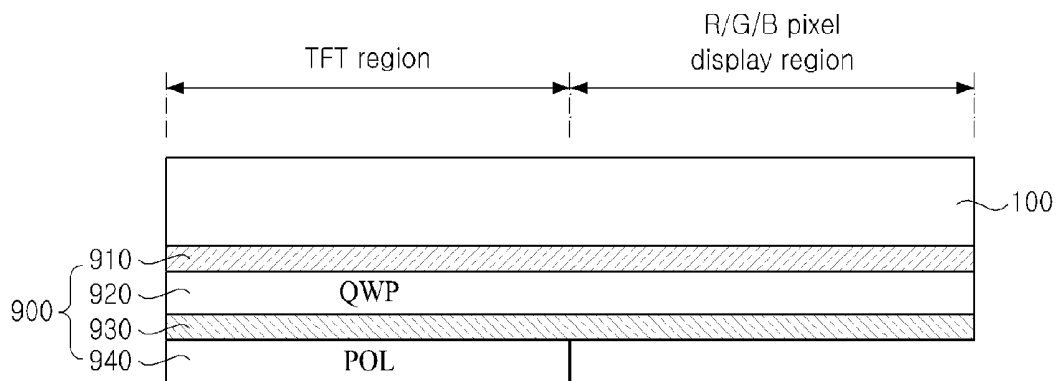 R/G/B pixel
display region
TFT region
100
910
920
QWP
900
930
940
POL